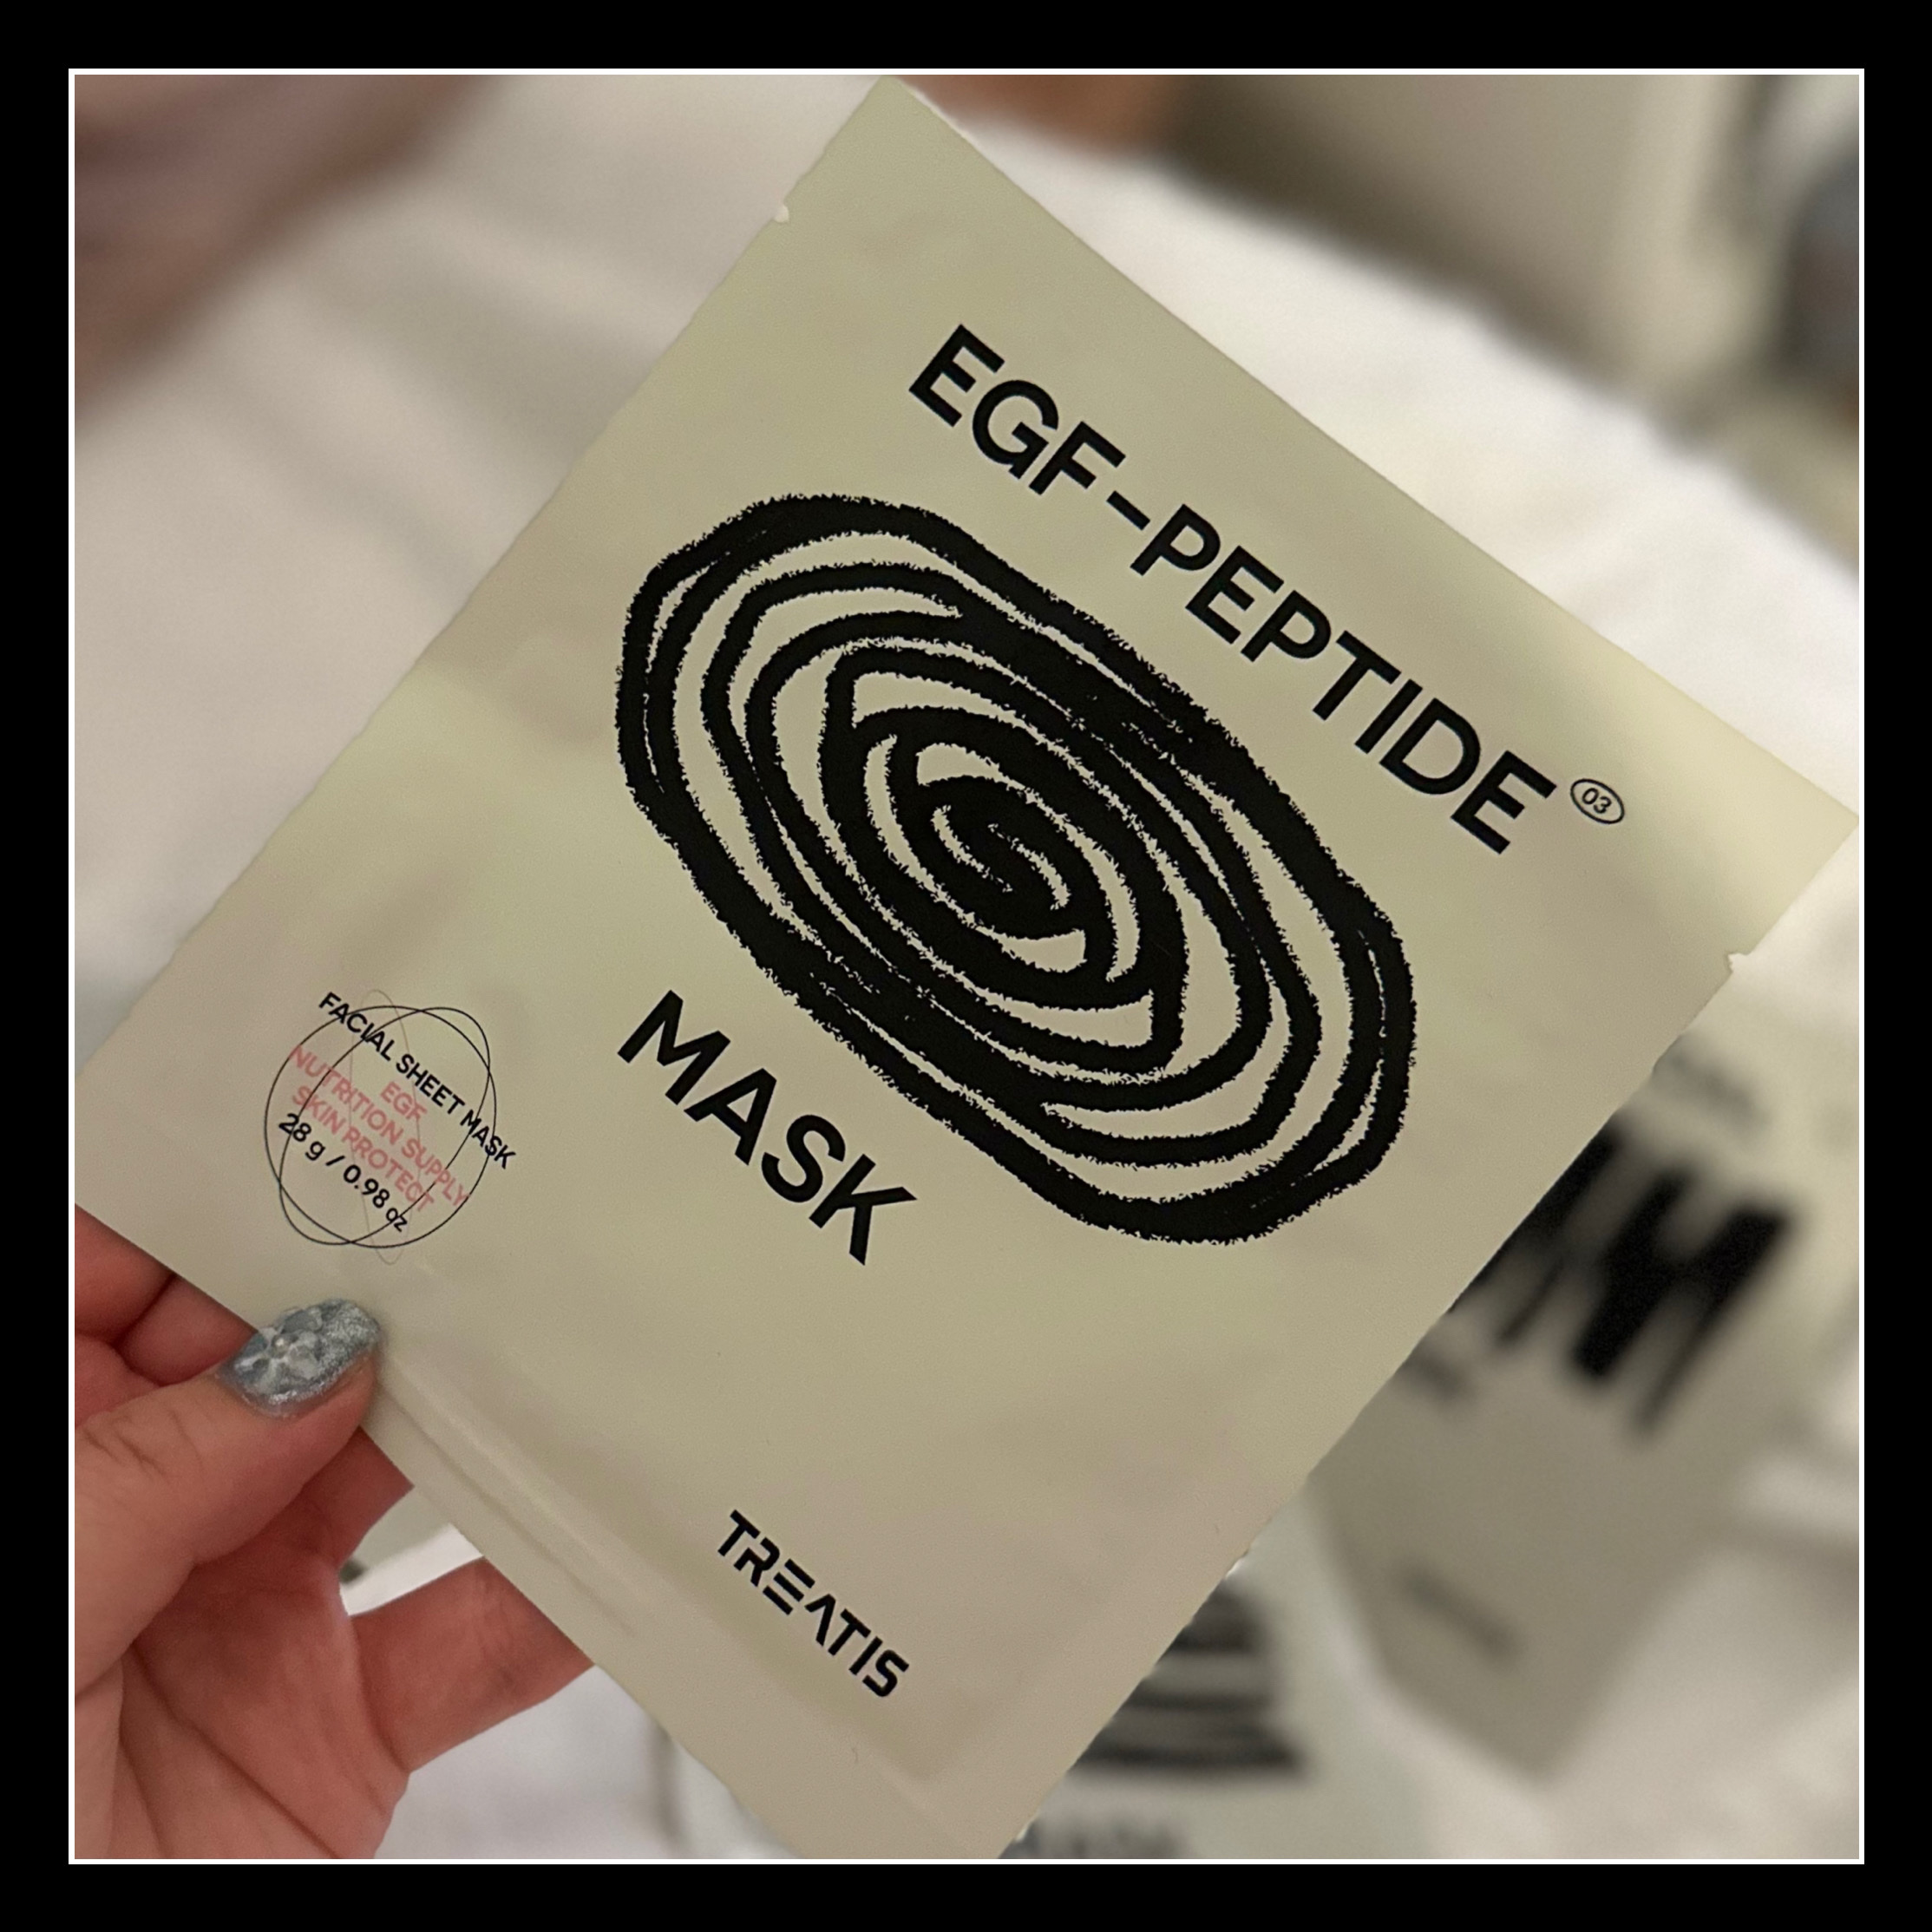 EGF-PEPTIDE 03
MASK
FACIAL SHEET MASK
EGF
NUTRITION SUPPLY
SKIN PROTECT
28 g / 0.98 oz
TREATIS